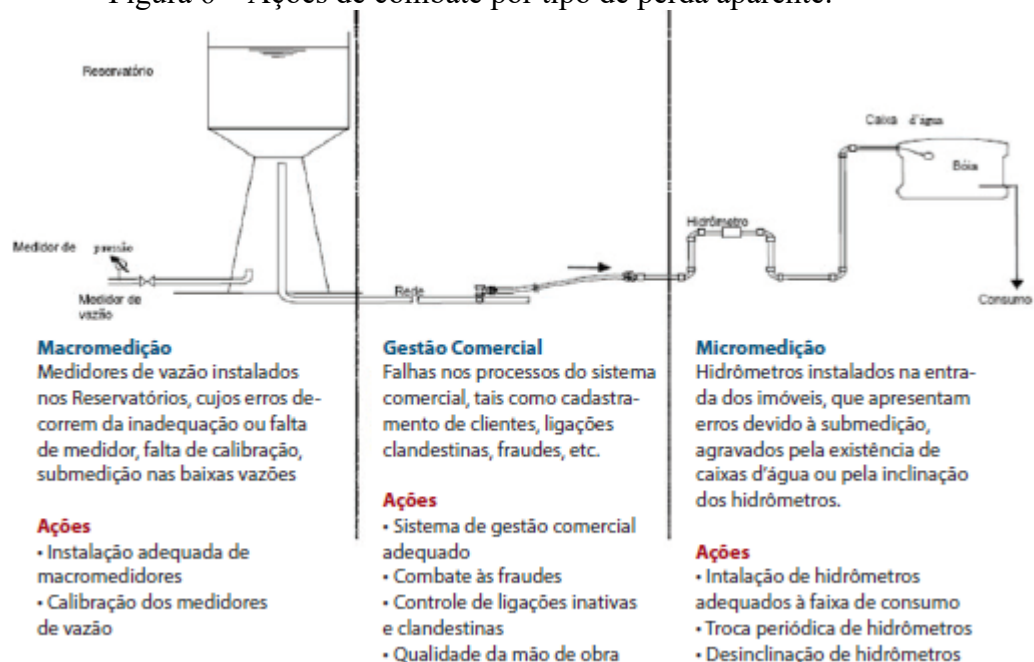 Figura 6 – Ações de combate por tipo de perda aparente.
Reservatório
Medidor de pressão
Medidor de
vazão
Rede
Hidrômetro
Caixa d'água
Bóia
Consumo
Macromedição
Medidores de vazão instalados
nos Reservatórios, cujos erros de-
correm da inadequação ou falta
de medidor, falta de calibração,
submedição nas baixas vazões
Ações
• Instalação adequada de
macromedidores
• Calibração dos medidores
de vazão
Gestão Comercial
Falhas nos processos do sistema
comercial, tais como cadastra-
mento de clientes, ligações
clandestinas, fraudes, etc.
Ações
• Sistema de gestão comercial
adequado
• Combate às fraudes
• Controle de ligações inativas
e clandestinas
• Qualidade da mão de obra
Micromedição
Hidrômetros instalados na entra-
da dos imóveis, que apresentam
erros devido à submedição,
agravados pela existência de
caixas d'água ou pela inclinação
dos hidrômetros.
Ações
• Intalação de hidrômetros
adequados à faixa de consumo
• Troca periódica de hidrômetros
• Desinclinação de hidrômetros